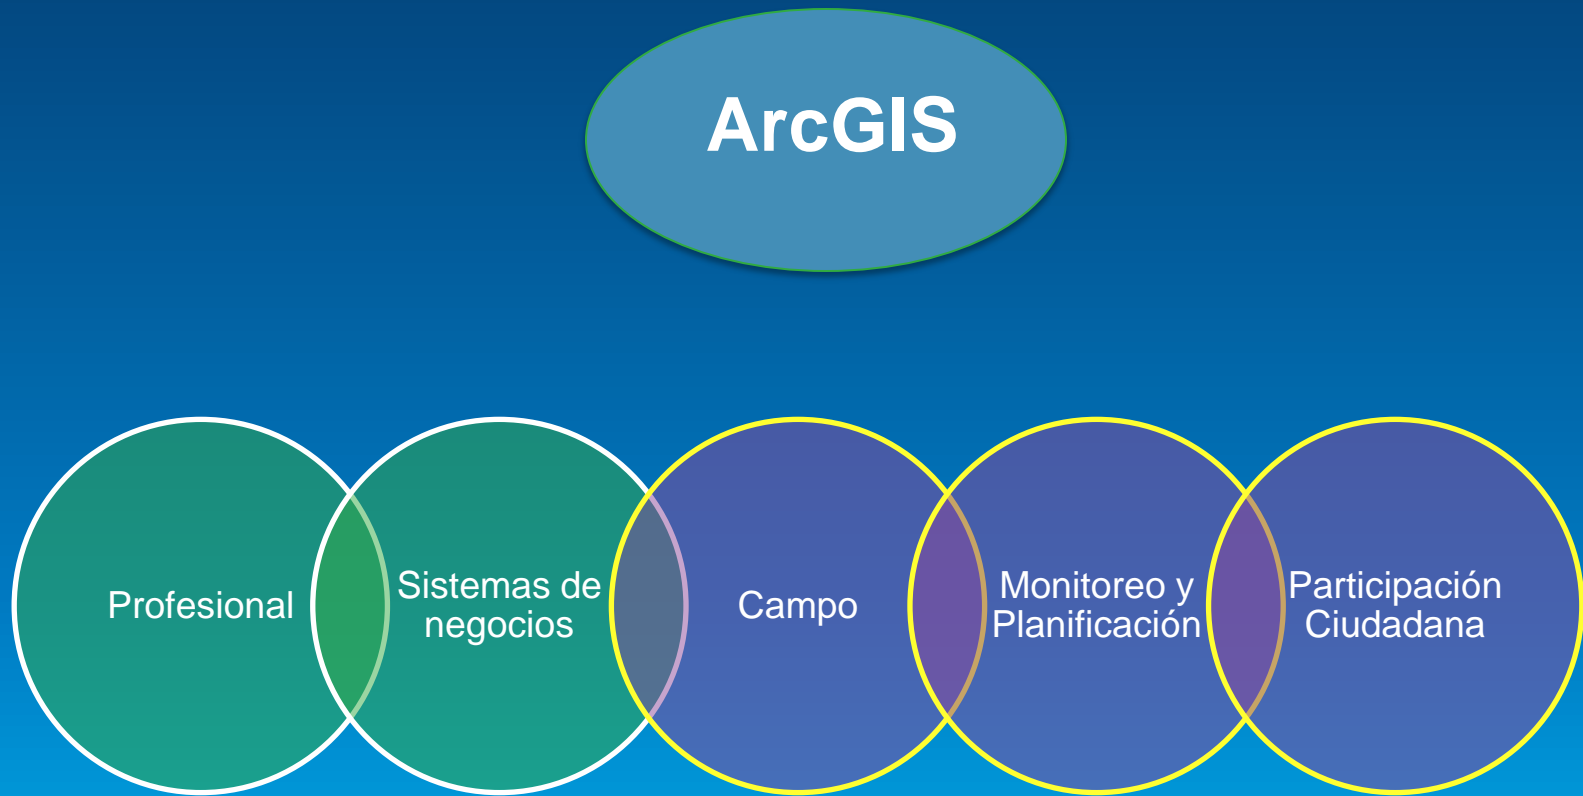 ArcGIS
Profesional
Sistemas de
negocios
Campo
Monitoreo y
Planificación
Participación
Ciudadana